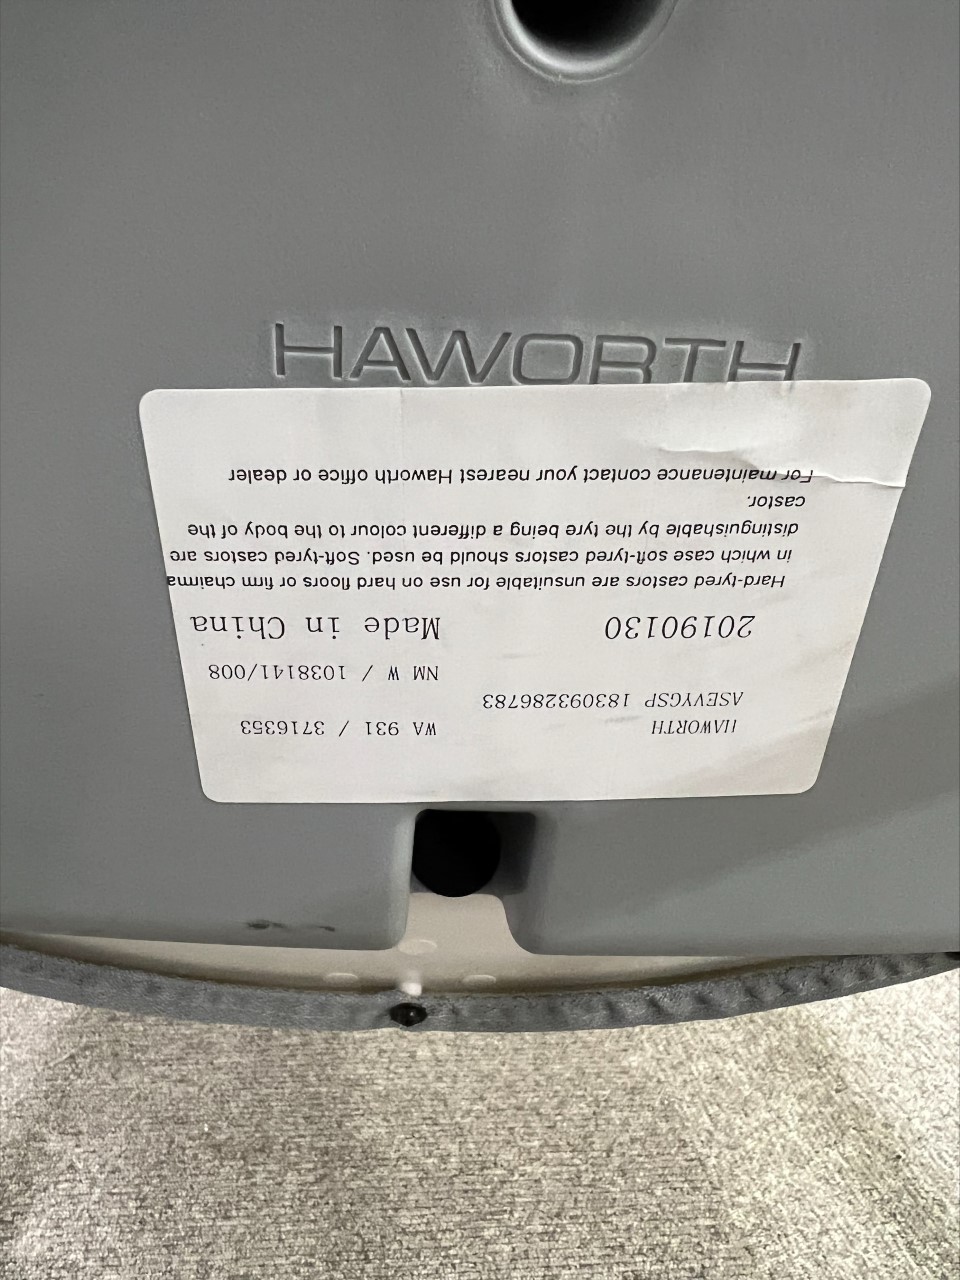 HAWORTH
HAWORTH
WA 931 / 3716353
ASEVYGSP 183093286783
NM W / 1038141/008
20190130
Made in China
Hard-tyred castors are unsuitable for use on hard floors or firm chairma
in which case soft-tyred castors should be used. Soft-tyred castors are
distinguishable by the tyre being a different colour to the body of the
castor.
For maintenance contact your nearest Haworth office or dealer